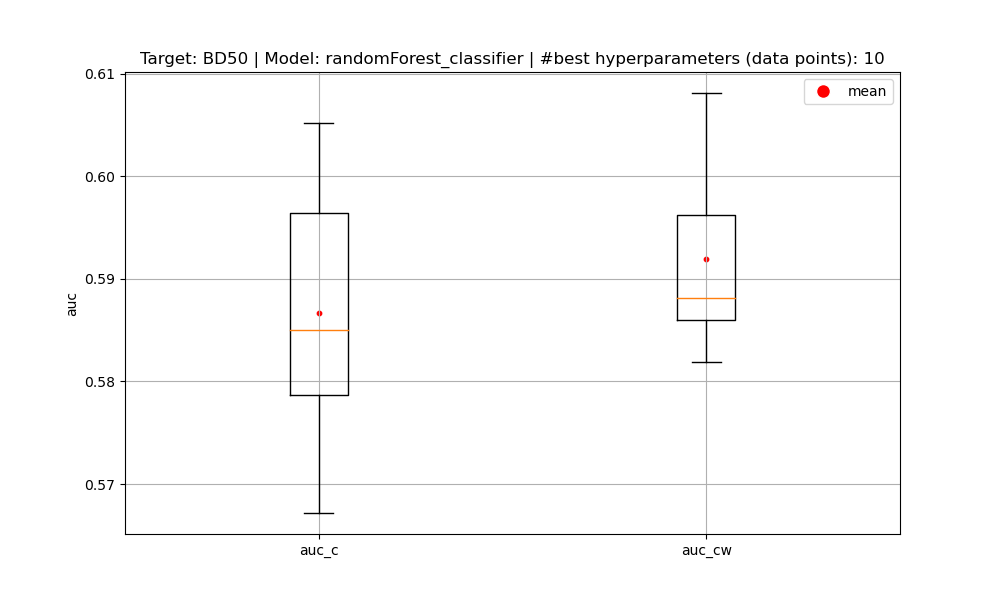 Target: BD50 | Model: randomForest_classifier | #best hyperparameters (data points): 10
mean
0.61
0.60
0.59
0.58
0.57
auc
auc_c
auc_cw